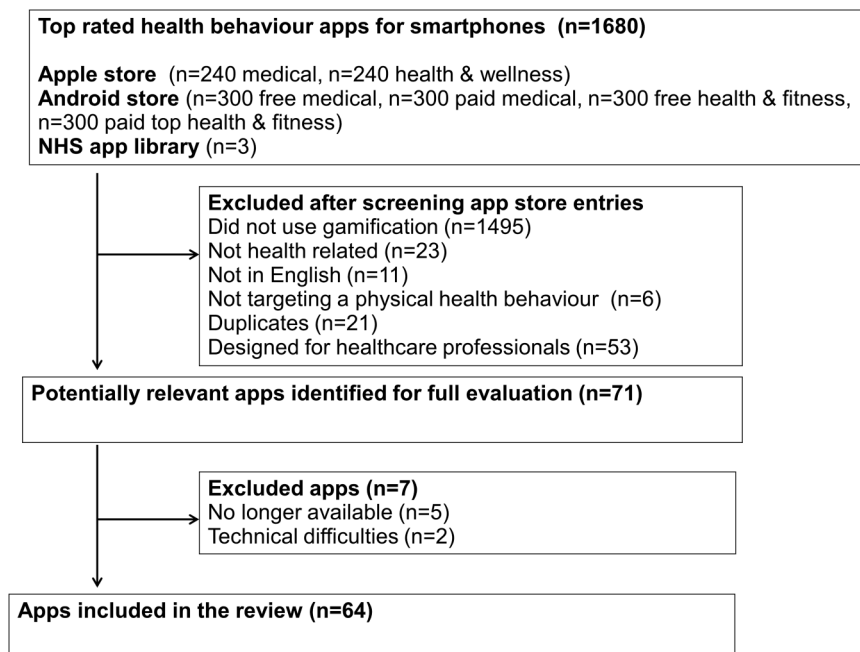 Top rated health behaviour apps for smartphones (n=1680)
Apple store (n=240 medical, n=240 health & wellness)
Android store (n=300 free medical, n=300 paid medical, n=300 free health & fitness,
n=300 paid top health & fitness)
NHS app library (n=3)
Excluded after screening app store entries
Did not use gamification (n=1495)
Not health related (n=23)
Not in English (n=11)
Not targeting a physical health behaviour (n=6)
Duplicates (n=21)
Designed for healthcare professionals (n=53)
Potentially relevant apps identified for full evaluation (n=71)
Excluded apps (n=7)
No longer available (n=5)
Technical difficulties (n=2)
Apps included in the review (n=64)